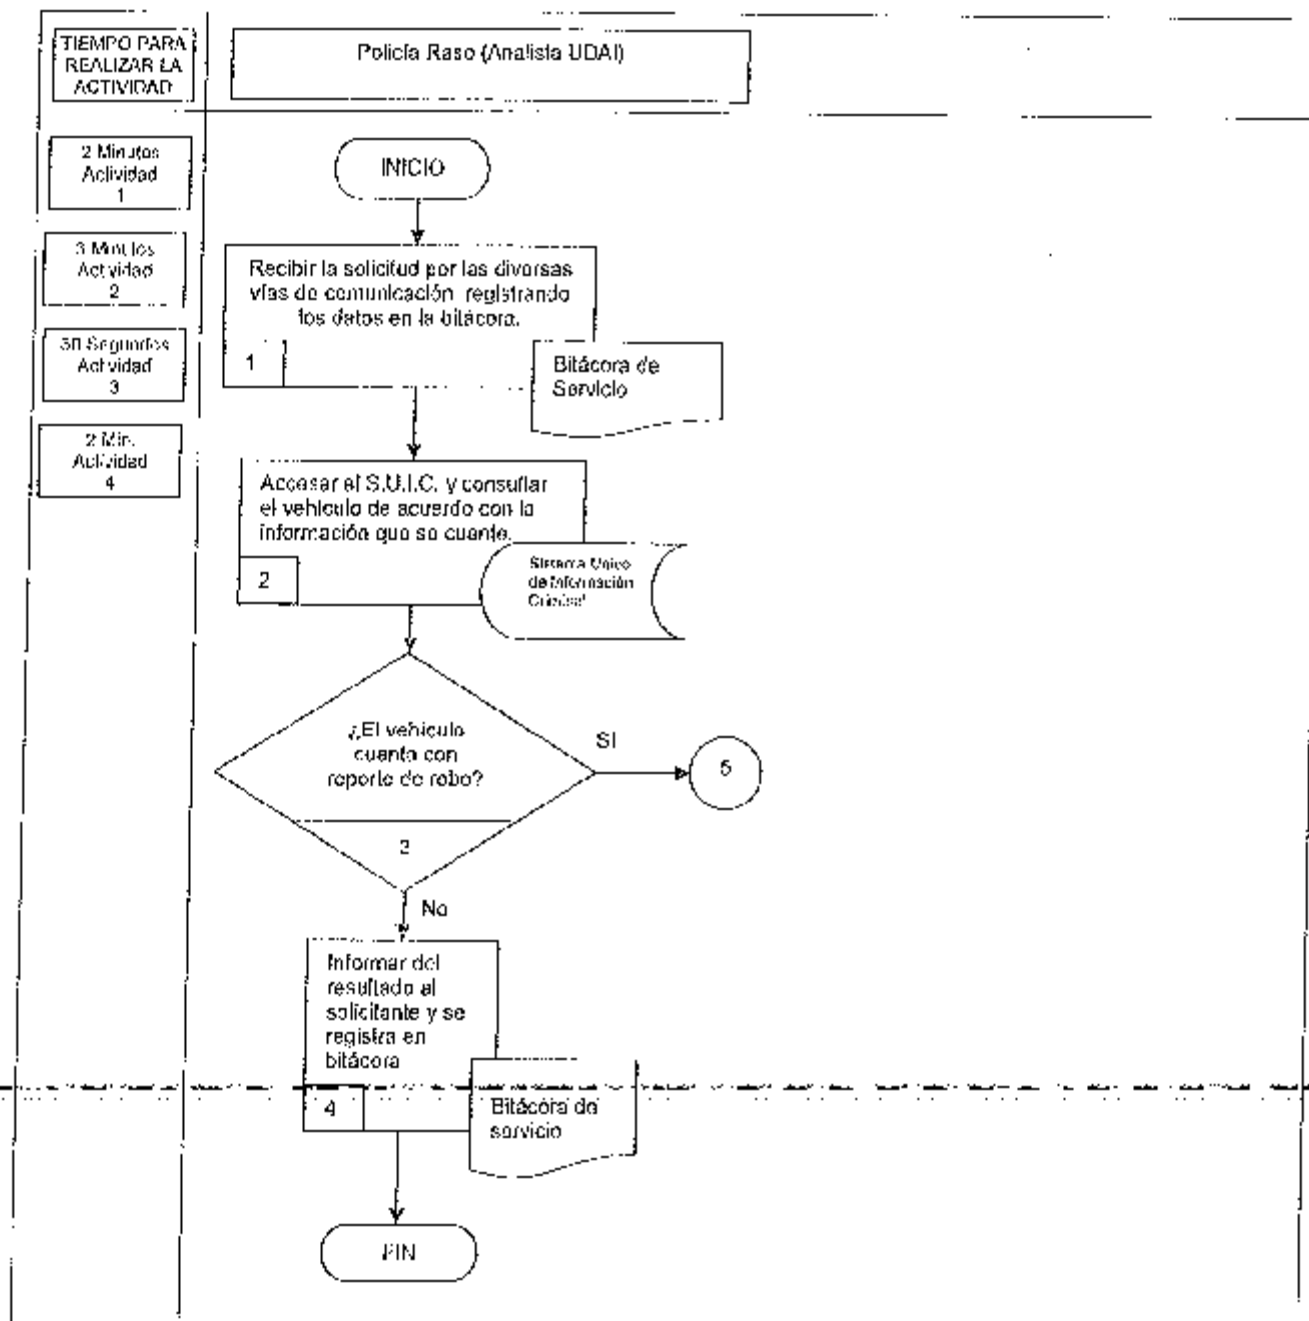 TIEMPO PARA
REALIZAR LA
ACTIVIDAD
Policía Raso (Analista UDAI)
2 Minutos
Actividad
1
3 Minutos
Actividad
2
30 Segundos
Actividad
3
2 Min.
Actividad
4
INICIO
Recibir la solicitud por las diversas
vías de comunicación registrando
los datos en la bitácora.
1
Bitácora de
Servicio
Accesar al S.U.I.C. y consultar
el vehículo de acuerdo con la
información que se cuente.
2
Sistema Único
de Información
Criminal
¿El vehículo
cuenta con
reporte de robo?
3
SI
5
No
Informar del
resultado al
solicitante y se
registra en
bitácora
4
Bitácora de
servicio
FIN